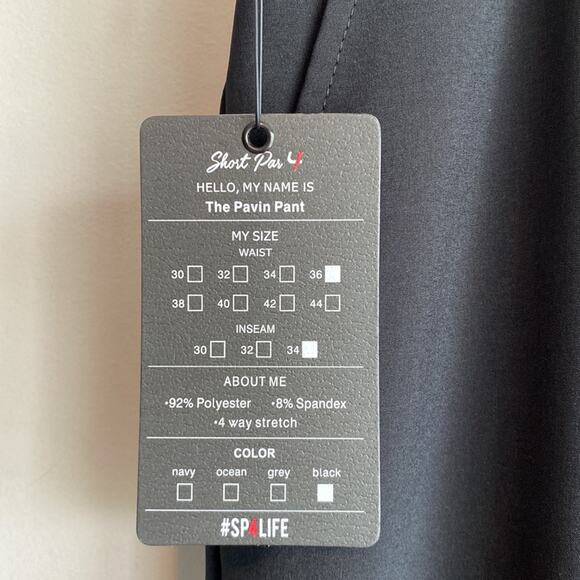 Short Par 4
HELLO, MY NAME IS
The Pavin Pant
MY SIZE
WAIST
30 32 34 36
38 40 42 44
INSEAM
30 32 34
ABOUT ME
•92% Polyester •8% Spandex
•4 way stretch
COLOR
navy ocean grey black
#SP4LIFE